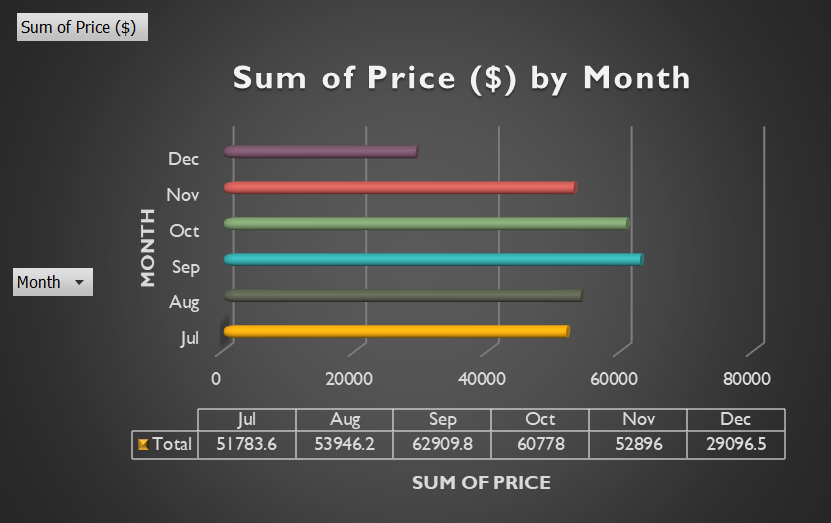 Sum of Price ($)
Sum of Price ($) by Month
Dec
Nov
Oct
Sep
Aug
Jul
MONTH
Month
0 20000 40000 60000 80000
Jul Aug Sep Oct Nov Dec
Total 51783.6 53946.2 62909.8 60778 52896 29096.5
SUM OF PRICE